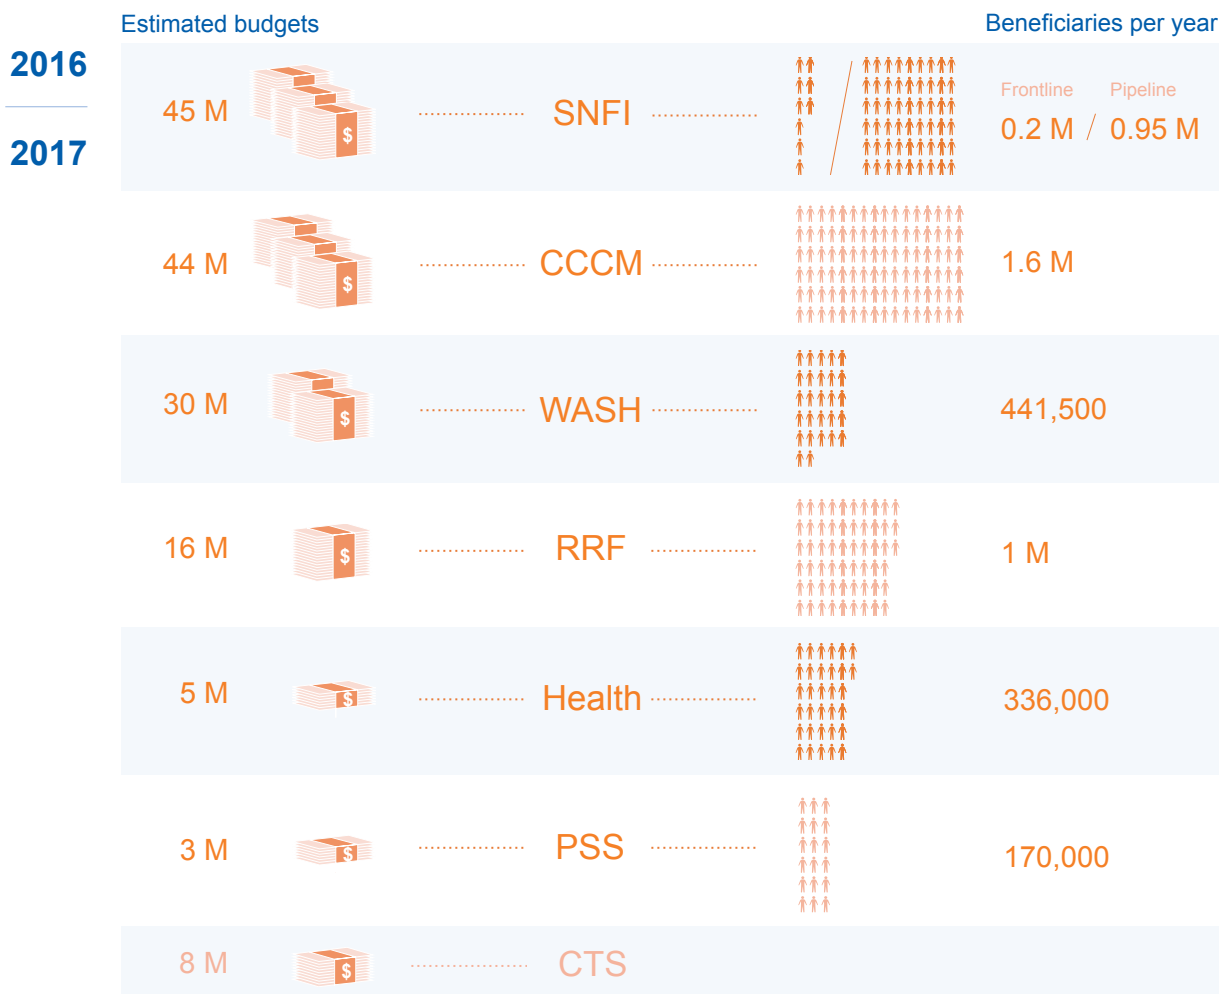 Estimated budgets
Beneficiaries per year
2016
2017
45 M
$
SNFI
Frontline
Pipeline
0.2 M / 0.95 M
44 M
$
CCCM
1.6 M
30 M
$
WASH
441,500
16 M
$
RRF
1 M
5 M
$
Health
336,000
3 M
$
PSS
170,000
8 M
$
CTS